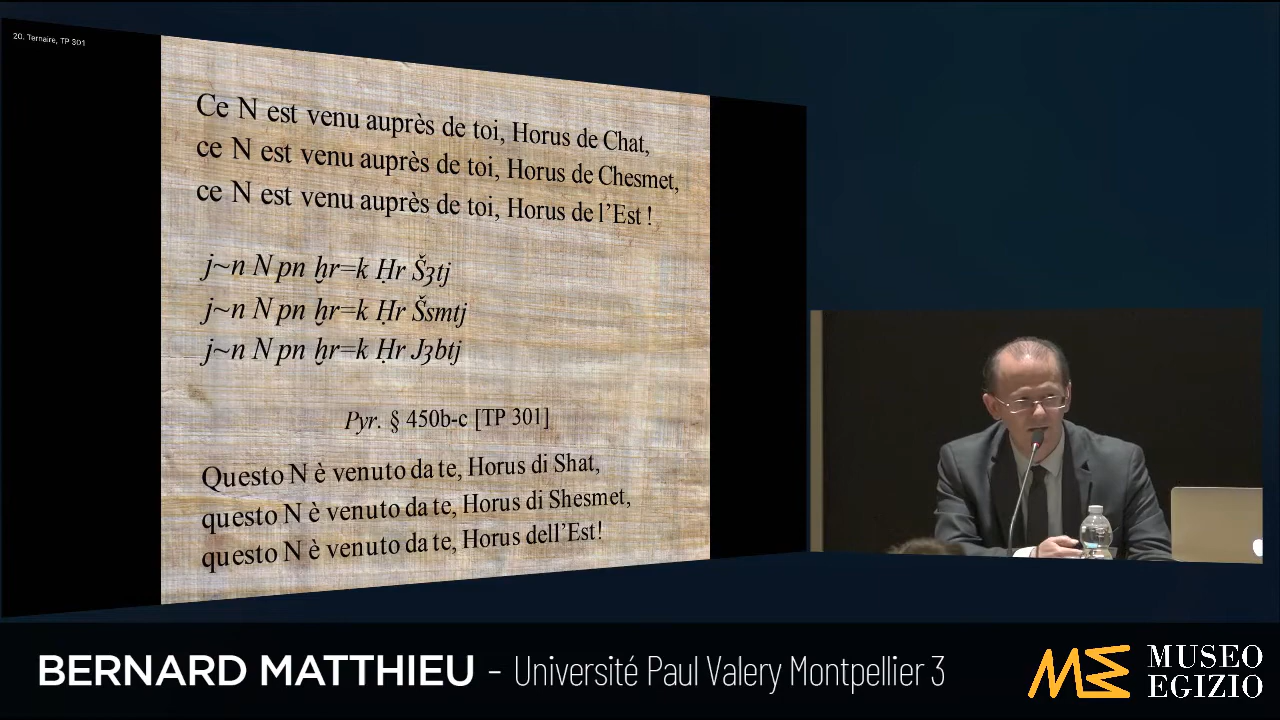 20. Ternaire, TP 301
Ce N est venu auprès de toi, Horus de Chat,
ce N est venu auprès de toi, Horus de Chesmet,
ce N est venu auprès de toi, Horus de l’Est !
j~n N pn ḫr=k Ḥr Šꜣtj
j~n N pn ḫr=k Ḥr Šsmtj
j~n N pn ḫr=k Ḥr Jꜣbtj
Pyr. § 450b-c [TP 301]
Questo N è venuto da te, Horus di Shat,
questo N è venuto da te, Horus di Shesmet,
questo N è venuto da te, Horus dell’Est!
BERNARD MATTHIEU - Université Paul Valery Montpellier 3
MUSEO
EGIZIO